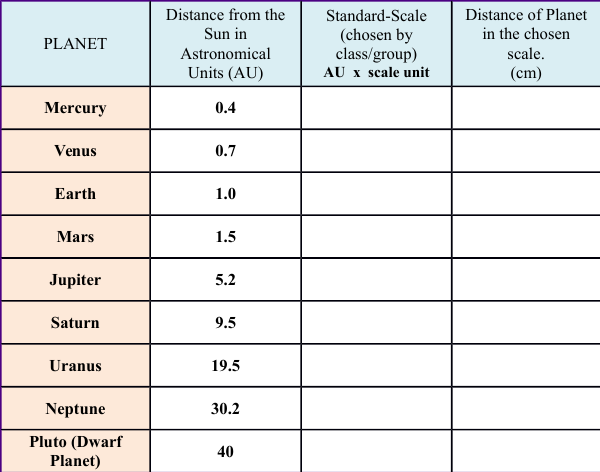 PLANET
Distance from the
Sun in
Astronomical
Units (AU)
Standard-Scale
(chosen by
class/group)
AU x scale unit
Distance of Planet
in the chosen
scale.
(cm)
Mercury
0.4
Venus
0.7
Earth
1.0
Mars
1.5
Jupiter
5.2
Saturn
9.5
Uranus
19.5
Neptune
30.2
Pluto (Dwarf
Planet)
40